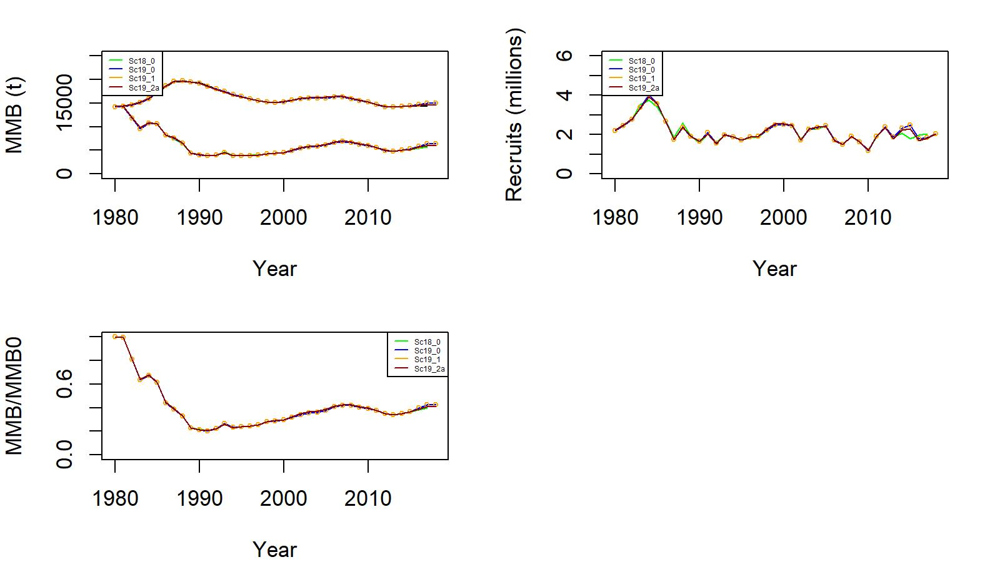 MMB (t)
15000
0
Sc18_0
Sc19_0
Sc19_1
Sc19_2a
1980 1990 2000 2010
Year
Recruits (millions)
6
4
2
0
Sc18_0
Sc19_0
Sc19_1
Sc19_2a
1980 1990 2000 2010
Year
MMB/MMB0
0.6
0.0
Sc18_0
Sc19_0
Sc19_1
Sc19_2a
1980 1990 2000 2010
Year